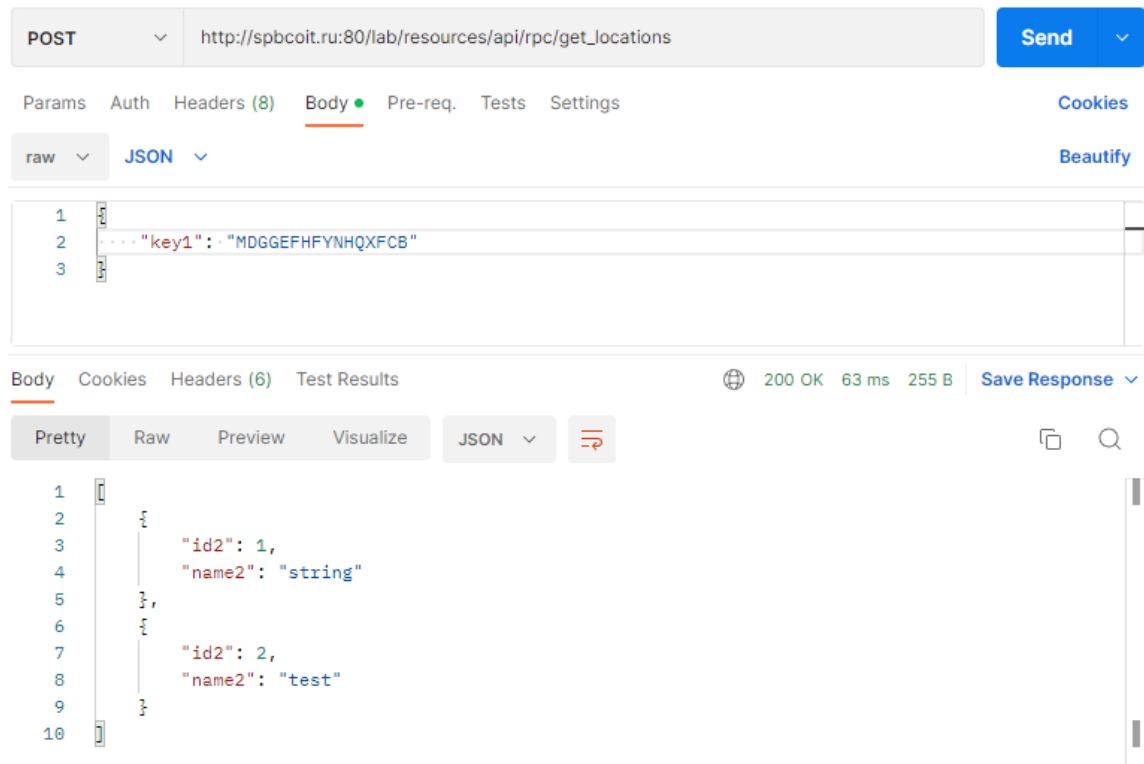 POST http://spbcoit.ru:80/lab/resources/api/rpc/get_locations Send
Params Auth Headers (8) Body Pre-req. Tests Settings Cookies
raw JSON Beautify
1 {
2 "key1": "MDGGEFHFYNHQXFCB"
3 }
Body Cookies Headers (6) Test Results 200 OK 63 ms 255 B Save Response
Pretty Raw Preview Visualize JSON
1 [
2 {
3 "id2": 1,
4 "name2": "string"
5 },
6 {
7 "id2": 2,
8 "name2": "test"
9 }
10 ]